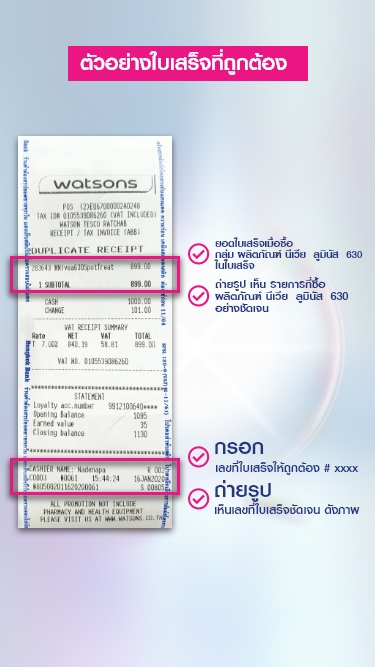 ตัวอย่างใบเสร็จที่ถูกต้อง
watsons
POS (2)E067000002A0248
TAX ID# 0105539086260 (VAT INCLUDED)
WATSON TESCO RATCHAB
RECEIPT / TAX INVOICE (ABB)
DUPLICATE RECEIPT
283643 WNivea630SpotTreat 899.00
1 SUBTOTAL 899.00
CASH 1000.00
CHANGE 101.00
VAT RECEIPT SUMMARY
Rate NET VAT TOTAL
T 7.00% 840.19 58.81 899.00
VAT NO. 0105539086260
STATEMENT
Loyalty acc.number 9912100640****
Opening balance 1095
Earned value 35
Closing balance 1130
CASHIER NAME: Nadenapa R 002
C0003 #0061 15:44:24 16JAN2020
S 00805
ALL PROMOTION NOT INCLUDE
PHARMACY AND HEALTH EQUIPMENT
PLEASE VISIT US AT WWW.WATSONS.CO.TH
Bangkok Bank
ยอดใบเสร็จเมื่อซื้อ
กลุ่ม ผลิตภัณฑ์ นีเวีย ลูมินัส 630
ในใบเสร็จ
ถ่ายรูป เห็น รายการที่ซื้อ
ผลิตภัณฑ์ นีเวีย ลูมินัส 630
อย่างชัดเจน
กรอก
เลขที่ใบเสร็จให้ถูกต้อง # xxxx
ถ่ายรูป
เห็นเลขที่ใบเสร็จชัดเจน ดังภาพ